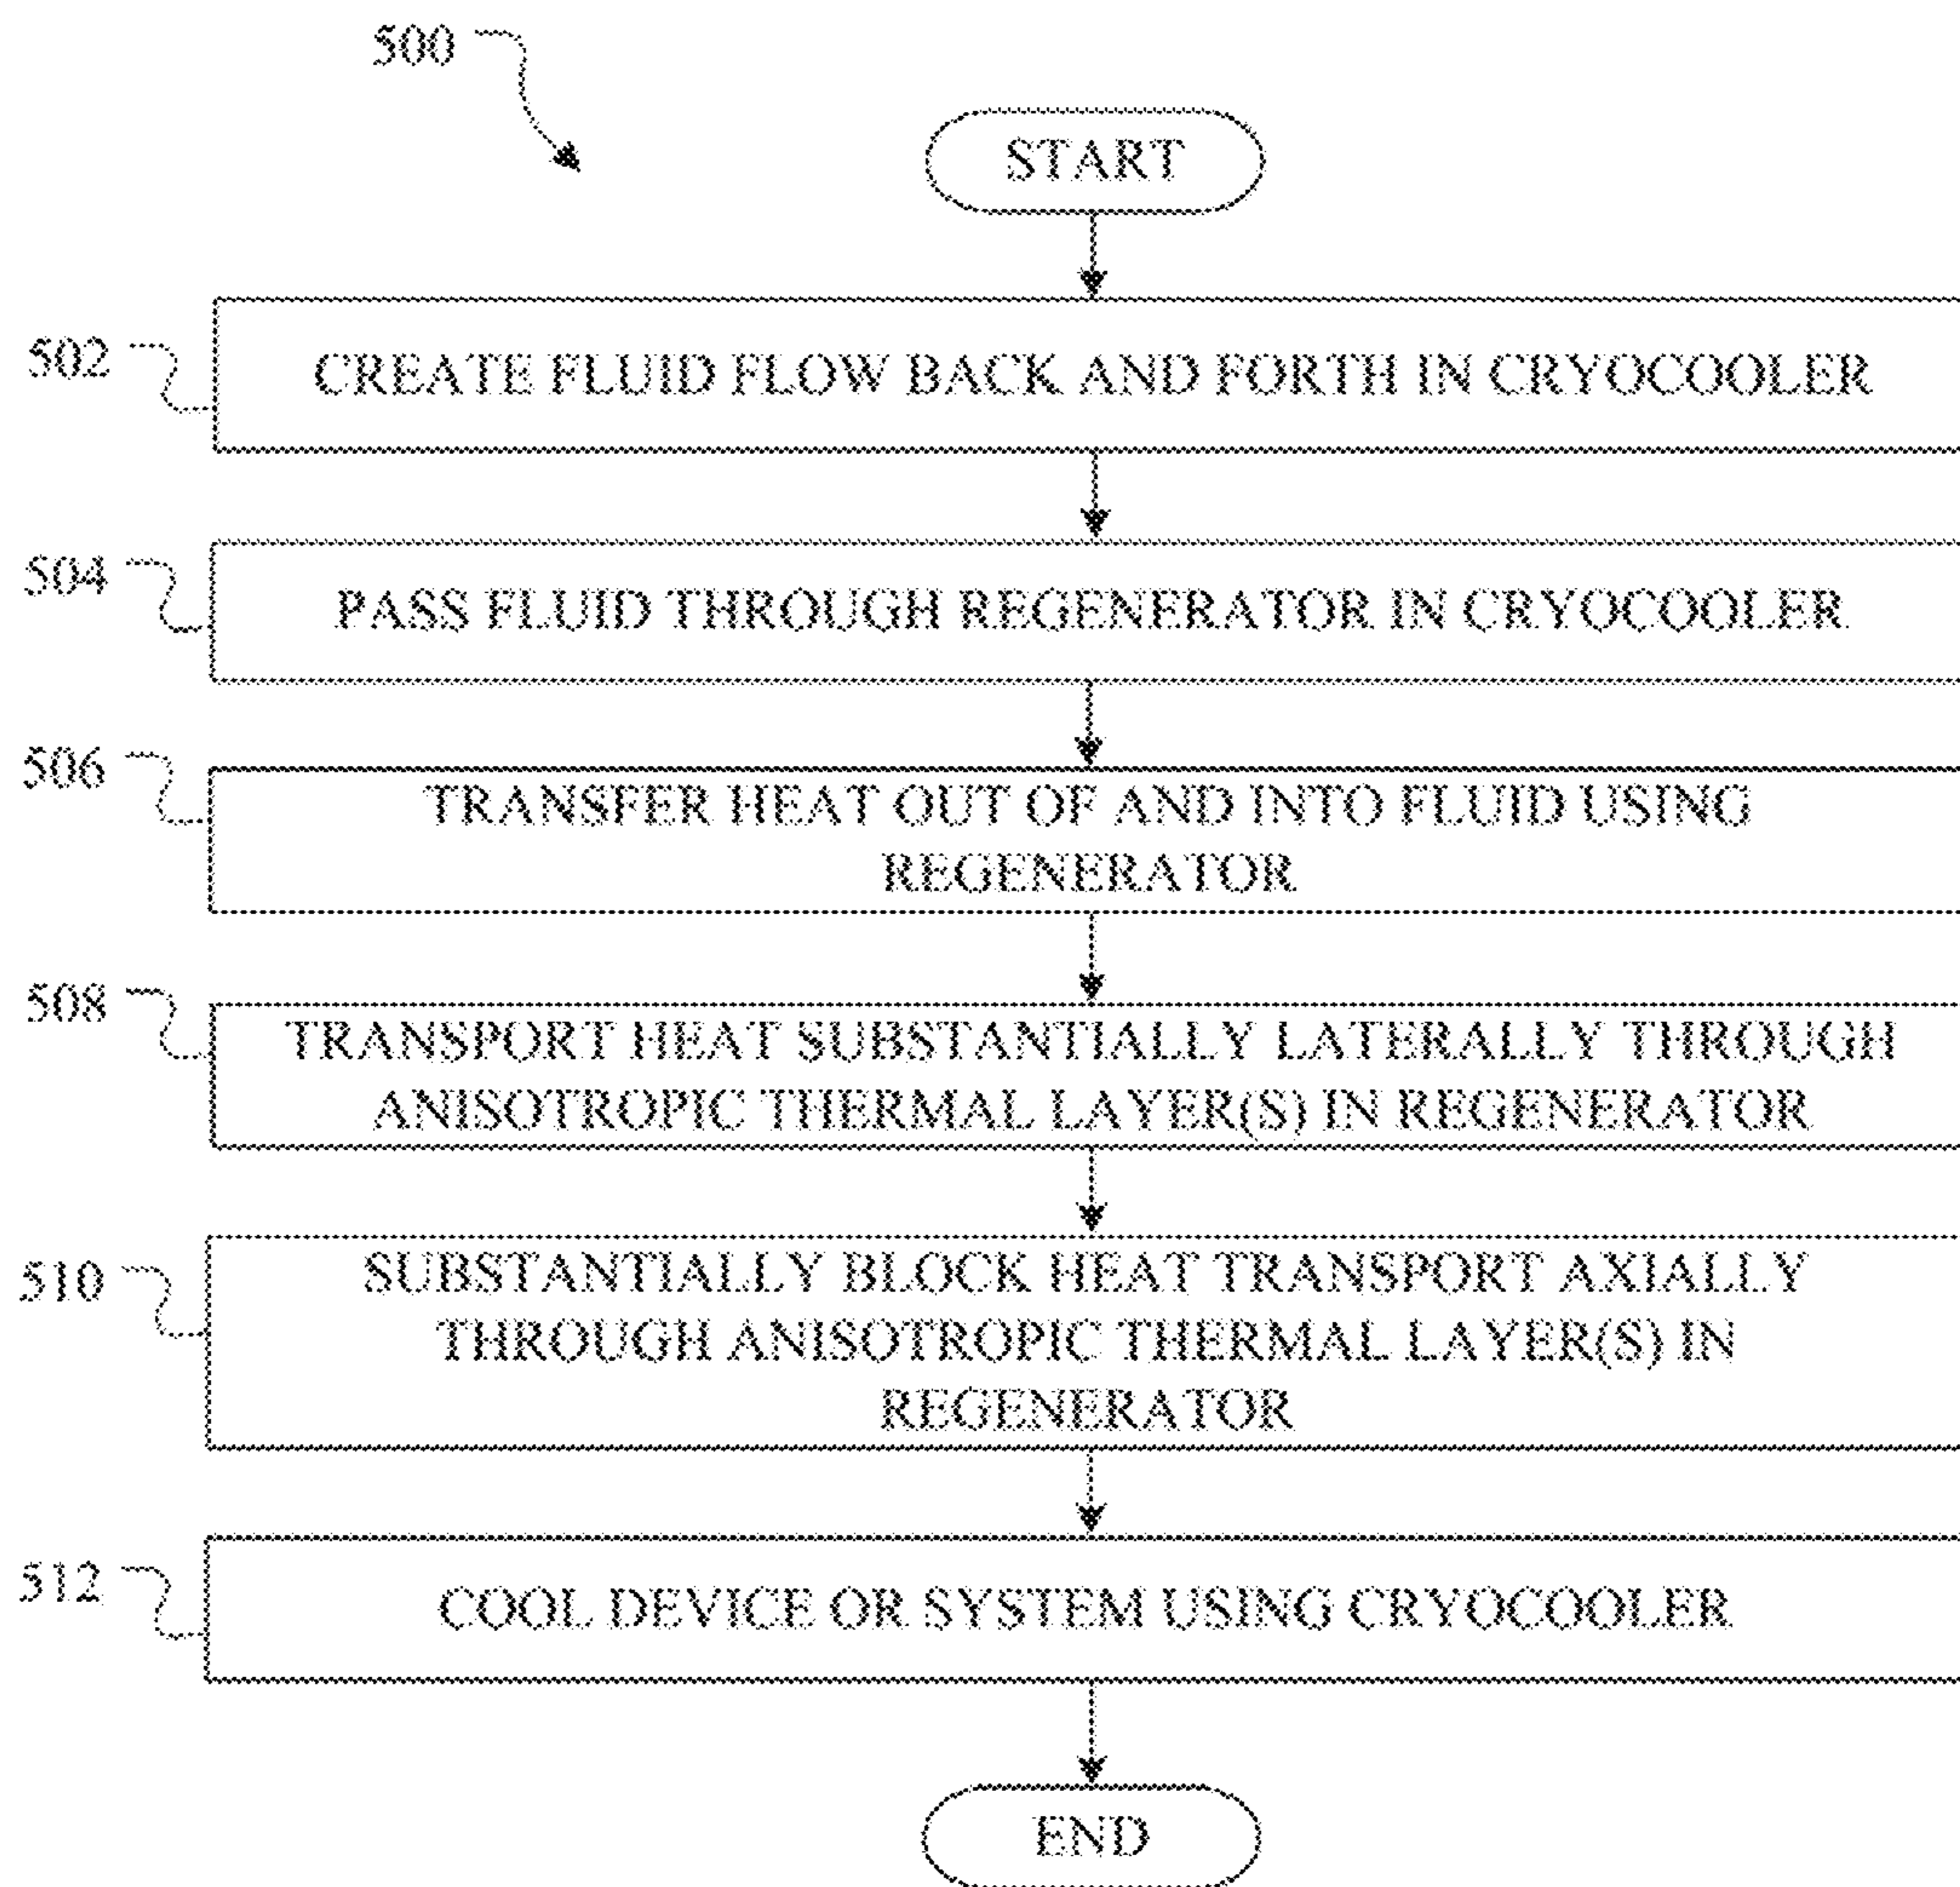 500
START
502
CREATE FLUID FLOW BACK AND FORTH IN CRYOCOOLER
504
PASS FLUID THROUGH REGENERATOR IN CRYOCOOLER
506
TRANSFER HEAT OUT OF AND INTO FLUID USING
REGENERATOR
508
TRANSPORT HEAT SUBSTANTIALLY LATERALLY THROUGH
ANISOTROPIC THERMAL LAYER(S) IN REGENERATOR
510
SUBSTANTIALLY BLOCK HEAT TRANSPORT AXIALLY
THROUGH ANISOTROPIC THERMAL LAYER(S) IN
REGENERATOR
512
COOL DEVICE OR SYSTEM USING CRYOCOOLER
END